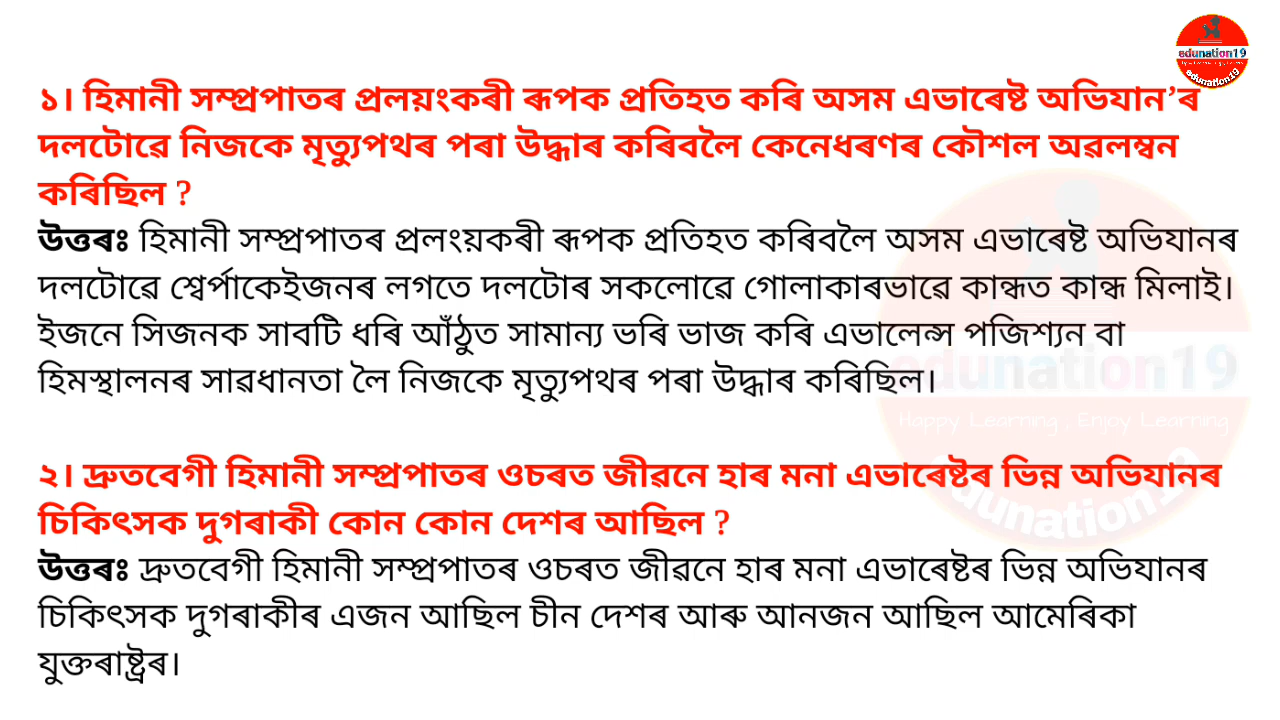 edunation19
edunation19
১। হিমানী সম্প্ৰপাতৰ প্ৰলয়ংকৰী ৰূপক প্ৰতিহত কৰি অসম এভাৰেষ্ট অভিযান’ৰ
দলটোৱে নিজকে মৃত্যুপথৰ পৰা উদ্ধাৰ কৰিবলৈ কেনেধৰণৰ কৌশল অৱলম্বন
কৰিছিল ?
উত্তৰঃ হিমানী সম্প্ৰপাতৰ প্ৰলংয়কৰী ৰূপক প্ৰতিহত কৰিবলৈ অসম এভাৰেষ্ট অভিযানৰ
দলটোৱে শ্বেৰ্পাকেইজনৰ লগতে দলটোৰ সকলোৱে গোলাকাৰভাৱে কান্ধত কান্ধ মিলাই।
ইজনে সিজনক সাবটি ধৰি আঁঠুত সামান্য ভৰি ভাজ কৰি এভালেন্স পজিশ্যন বা
হিমস্থালনৰ সাৱধানতা লৈ নিজকে মৃত্যুপথৰ পৰা উদ্ধাৰ কৰিছিল।
edunation19
Happy Learning , Enjoy Learning
২। দ্ৰুতবেগী হিমানী সম্প্ৰপাতৰ ওচৰত জীৱনে হাৰ মনা এভাৰেষ্টৰ ভিন্ন অভিযানৰ
চিকিৎসক দুগৰাকী কোন কোন দেশৰ আছিল ?
edunation19
উত্তৰঃ দ্ৰুতবেগী হিমানী সম্প্ৰপাতৰ ওচৰত জীৱনে হাৰ মনা এভাৰেষ্টৰ ভিন্ন অভিযানৰ
চিকিৎসক দুগৰাকীৰ এজন আছিল চীন দেশৰ আৰু আনজন আছিল আমেৰিকা
যুক্তৰাষ্ট্ৰৰ।